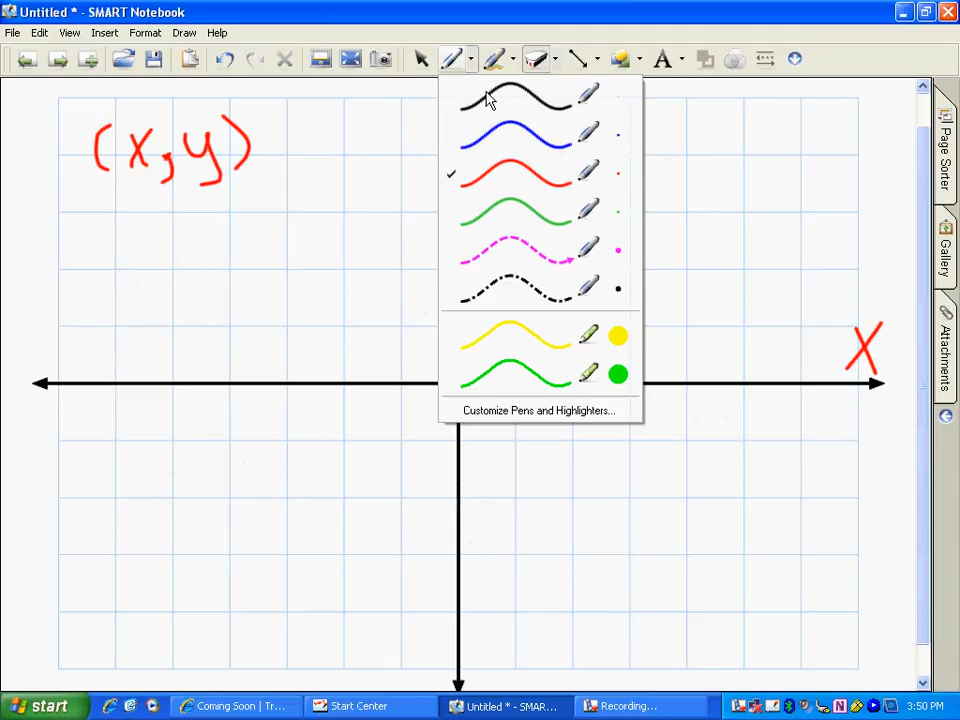 Untitled * - SMART Notebook
File Edit View Insert Format Draw Help
A
(x,y)
X
Customize Pens and Highlighters...
Page Sorter
Gallery
Attachments
start
Coming Soon | Tr...
Start Center
Untitled * - SMAR...
Recording...
3:50 PM